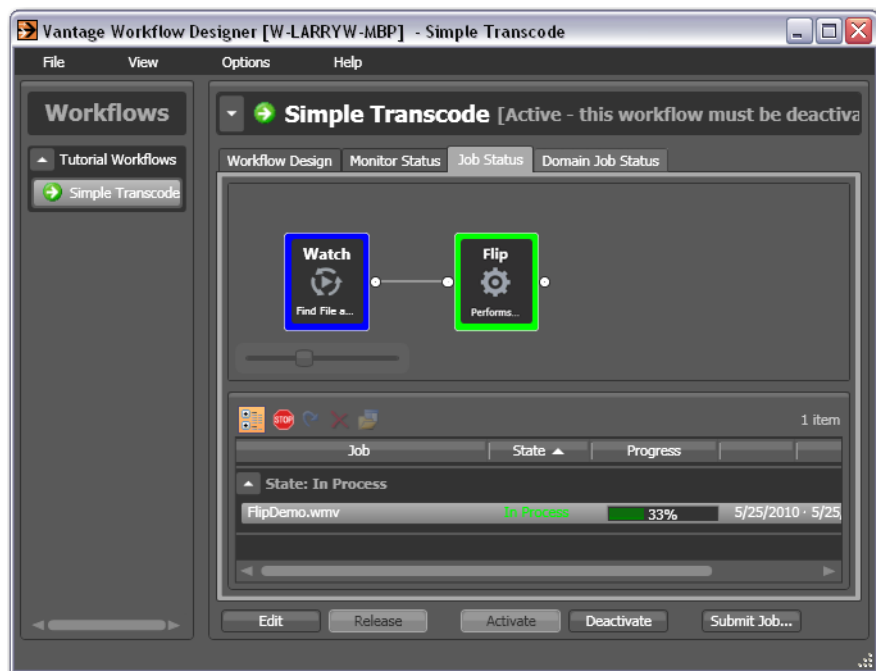 Vantage Workflow Designer [W-LARRYW-MBP] - Simple Transcode
File View Options Help
Workflows
Tutorial Workflows
Simple Transcode
Simple Transcode [Active - this workflow must be deactiva
Workflow Design Monitor Status Job Status Domain Job Status
Watch
Find File a...
Flip
Performs...
STOP
1 item
Job State Progress
State: In Process
FlipDemo.wmv In Process 33% 5/25/2010 · 5/25,
Edit Release Activate Deactivate Submit Job...